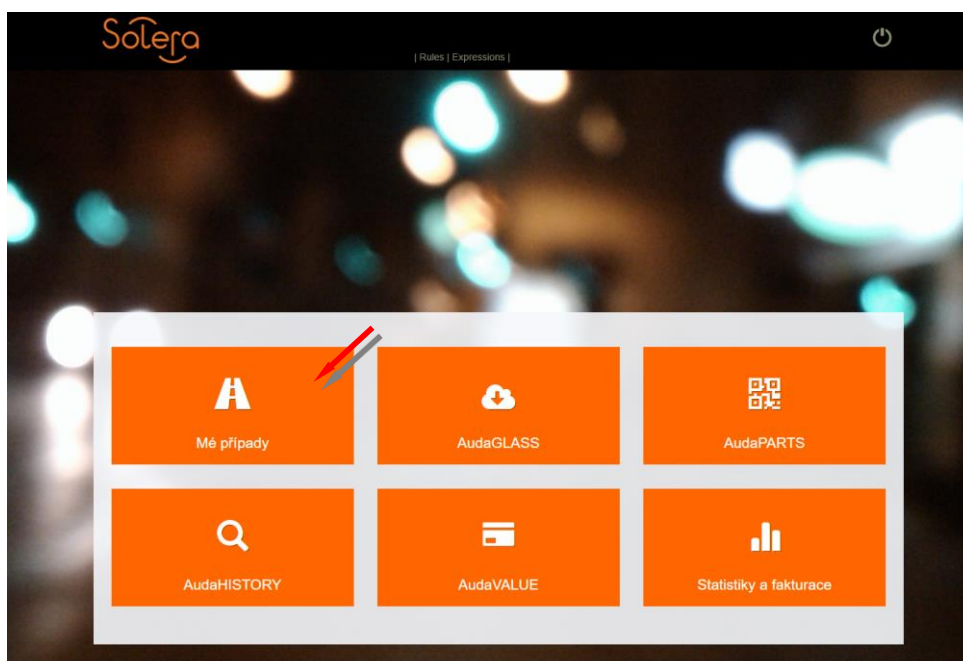 Solera
| Rules | Expressions |
Mé případy
AudaGLASS
AudaPARTS
AudaHISTORY
AudaVALUE
Statistiky a fakturace